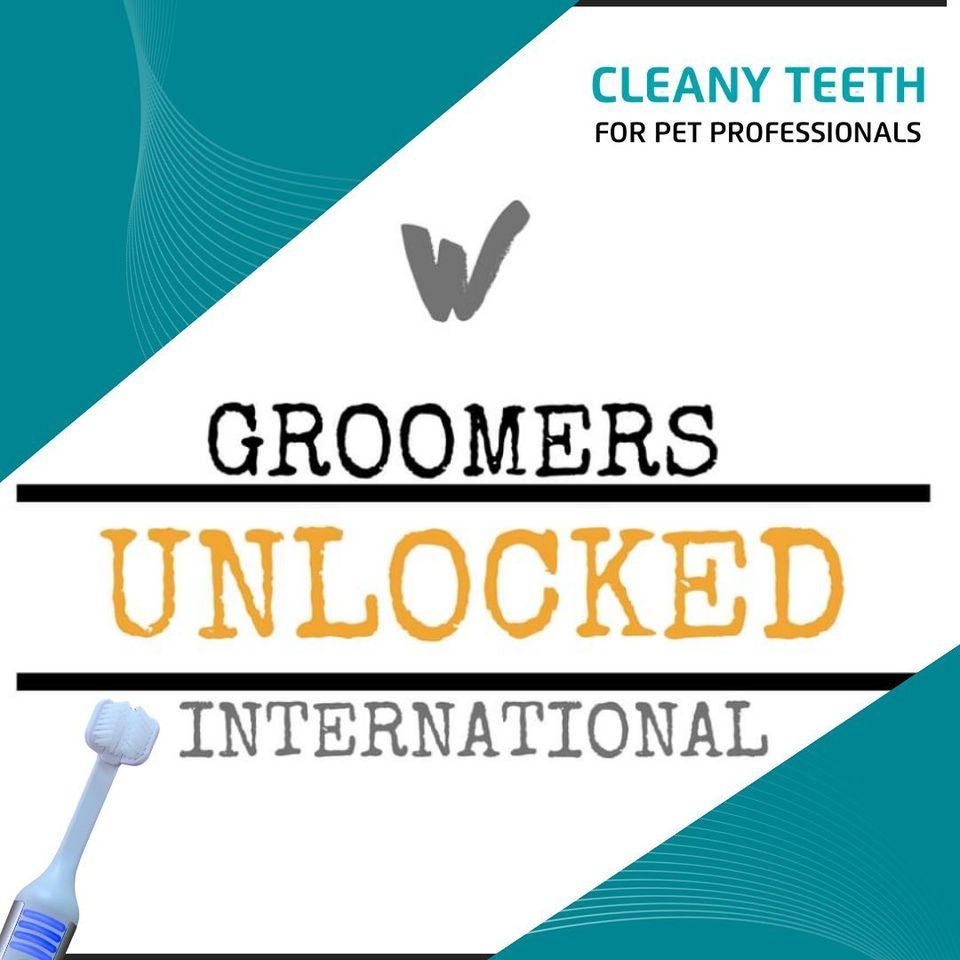 CLEANY TEETH
FOR PET PROFESSIONALS
W
GROOMERS
UNLOCKED
INTERNATIONAL